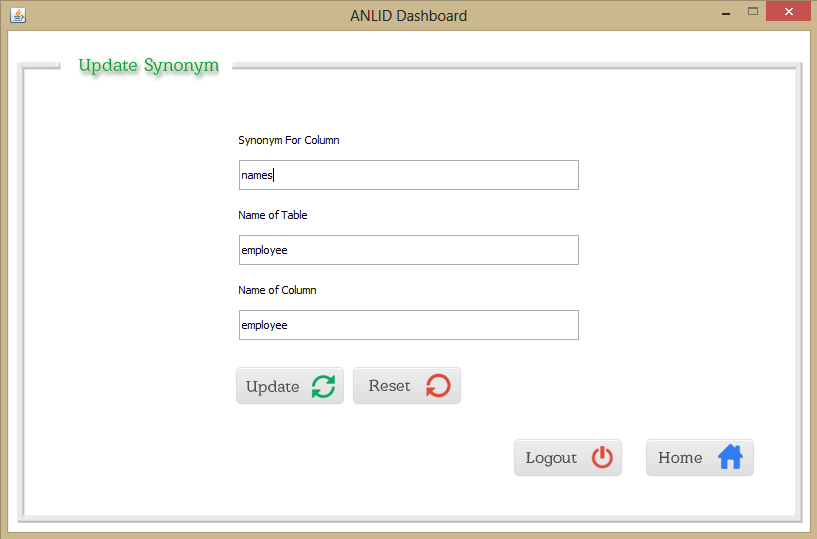 ANLID Dashboard
Update Synonym
Synonym For Column
names
Name of Table
employee
Name of Column
employee
Update
Reset
Logout
Home